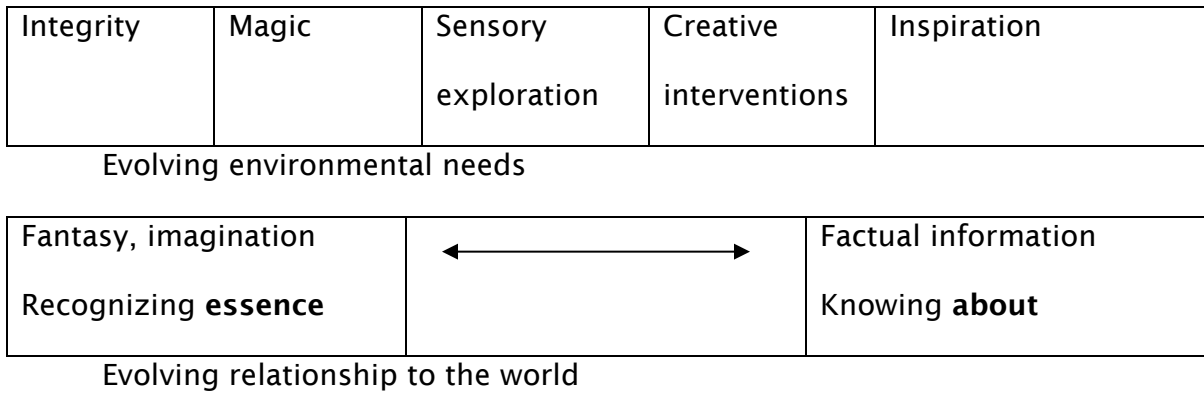 Integrity Magic Sensory Creative Inspiration
exploration interventions
Evolving environmental needs
Fantasy, imagination Factual information
Recognizing essence Knowing about
Evolving relationship to the world